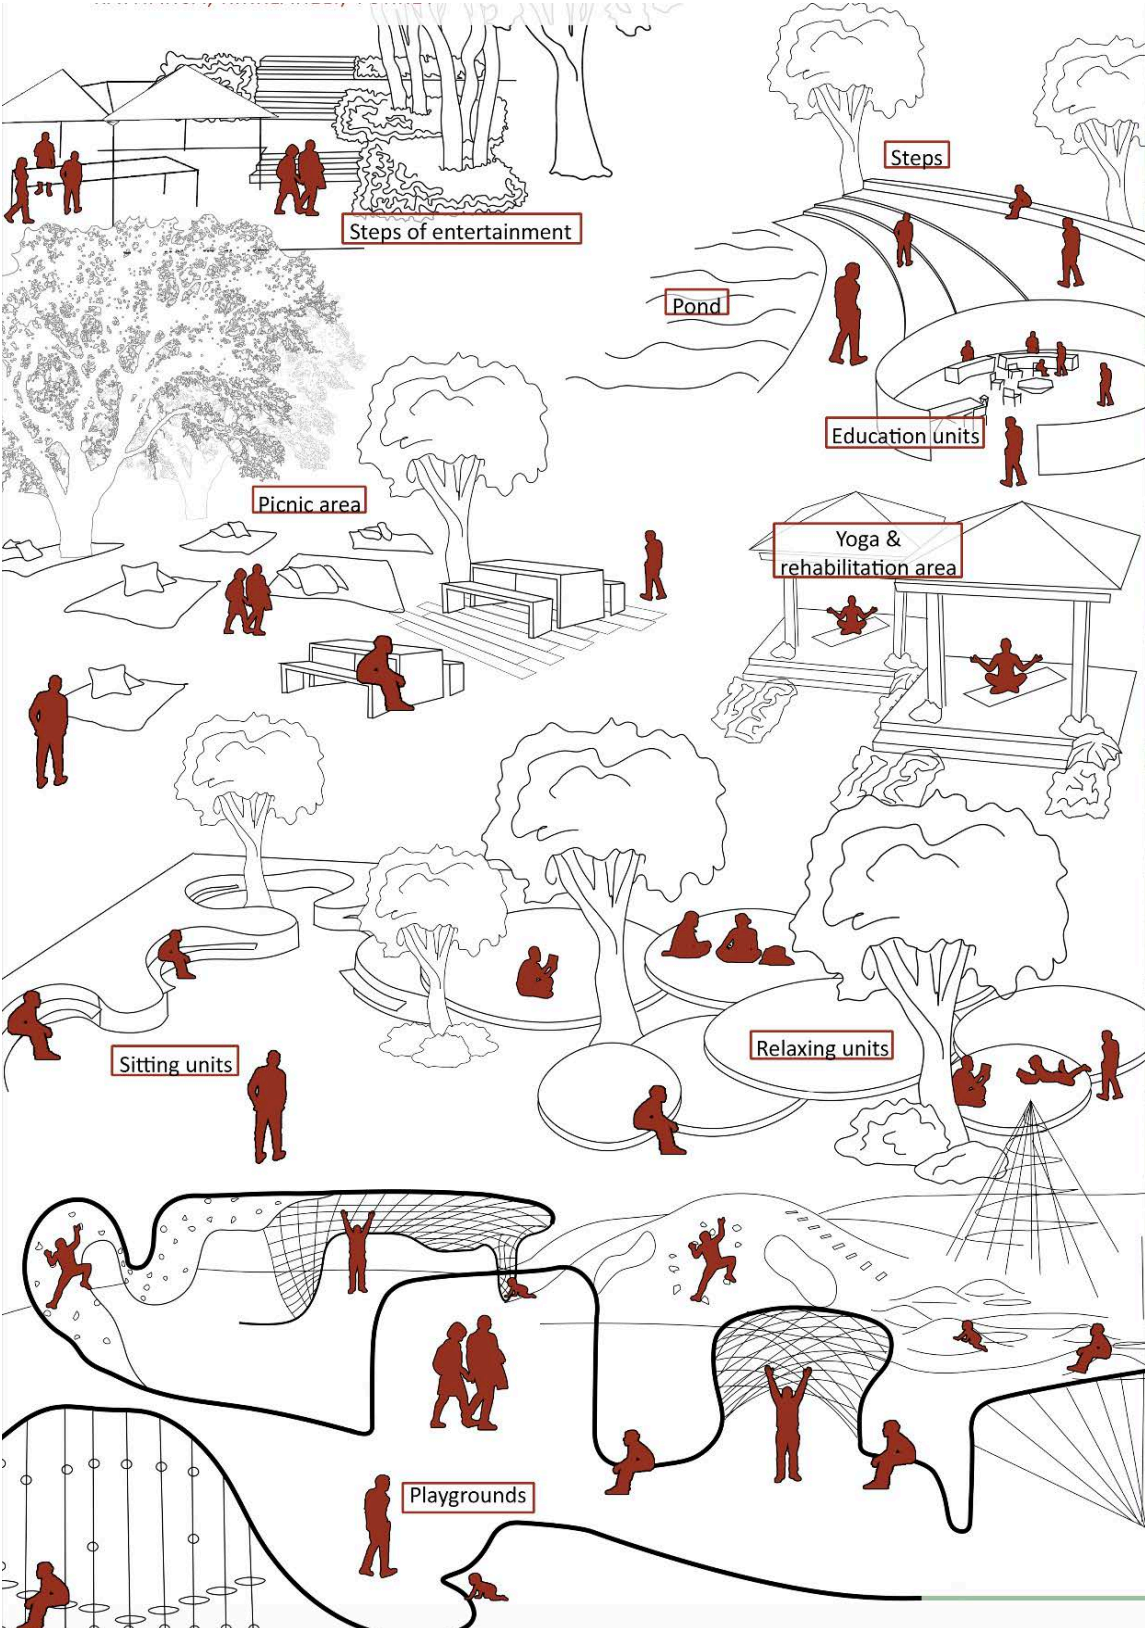 Steps
Steps of entertainment
Pond
Education units
Picnic area
Yoga &
rehabilitation area
Relaxing units
Sitting units
Playgrounds